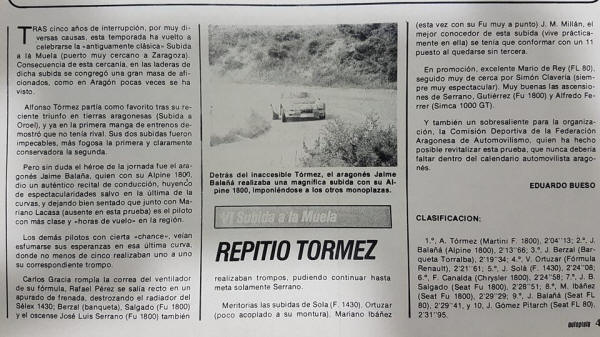 TRAS cinco años de interrupción, por muy di-
versas causas, esta temporada ha vuelto a
celebrarse la «antiguamente clásica» Subida
a la Muela (puerto muy cercano a Zaragoza).
Consecuencia de esta cercanía, en las laderas de
dicha subida se congregó una gran masa de afi-
cionados, como en Aragón pocas veces se ha
visto.
Alfonso Tórmez partía como favorito tras su re-
ciente triunfo en tierras aragonesas (Subida a
Oroel), y ya en la primera manga de entrenos de-
mostró que no tenía rival. Sus dos subidas fueron
impecables, más fogosa la primera y claramente
conservadora la segunda.
Pero sin duda el héroe de la jornada fue el ara-
gonés Jaime Balañá, quien con su Alpine 1800,
dio un auténtico recital de conducción, huyendo
de espectacularidades salvo en la última de las
curvas, y dejando bien sentado que junto con Ma-
riano Lacasa (ausente en esta prueba) es el piloto
con más clase y «horas de vuelo» en la región.
Los demás pilotos con cierta «chance», veían
esfumarse sus esperanzas en esa última curva,
donde no menos de cinco realizaban uno a uno
su correspondiente trompo.
Carlos Gracia rompía la correa del ventilador
de su fórmula, Rafael Pérez se salía recto en un
apurado de frenada, destrozando el radiador del
Sélex 1430; Berzal (banqueta), Salgado (Fu 1800)
y el oscense José Luis Serrano (Fu 1800) también
Detrás del inaccesible Tórmez, el aragonés Jaime
Balañá realizaba una magnífica subida con su Al-
pine 1800, imponiéndose a los otros monoplazas.
VI Subida a la Muela
REPITIO TORMEZ
realizaban trompos, pudiendo continuar hasta
meta solamente Serrano.
Meritorias las subidas de Sola (F. 1430). Ortuzar
(poco acoplado a su montura). Mariano Ibáñez
(esta vez con su Fu muy a punto) J. M. Millán, el
mejor conocedor de esta subida (vive práctica-
mente en ella) se tenía que conformar con un 11
puesto al quedarse sin tercera.
En promoción, excelente Mario de Rey (FL 80),
seguido muy de cerca por Simón Clavería (siem-
pre muy espectacular). Muy buenas las ascensio-
nes de Serrano, Gutiérrez (Fu 1800) y Alfredo Fe-
rrer (Simca 1000 GT).
Y también un sobresaliente para la organiza-
ción, la Comisión Deportiva de la Federación
Aragonesa de Automovilismo, quien ha hecho
posible revitalizar esta prueba, que nunca debería
faltar dentro del calendario automovilista arago-
nés.
EDUARDO BUESO
CLASIFICACION:
1.º, A. Tórmez (Martini F. 1800), 2'04"13; 2.º, J.
Balañá (Alpine 1800), 2'13"66; 3.º, J. Berzal (Bar-
queta Torralba), 2'19"34; 4.º V. Ortuzar (Fórmula
Renault), 2'21"61; 5.º J. Solá (F. 1430), 2'24"08;
6.º, F. Canalda (Chrysler 1800), 2'24"58; 7.º, J. B.
Salgado (Seat Fu 1800), 2'28"51; 8.º, M. Ibáñez
(Seat Fu 1800), 2'29"29; 9.º, J. Balañá (Seat FL
80), 2'29"41, y 10, J. Gómez Pitarch (Seat FL 80),
2'31"95.
autopista 4